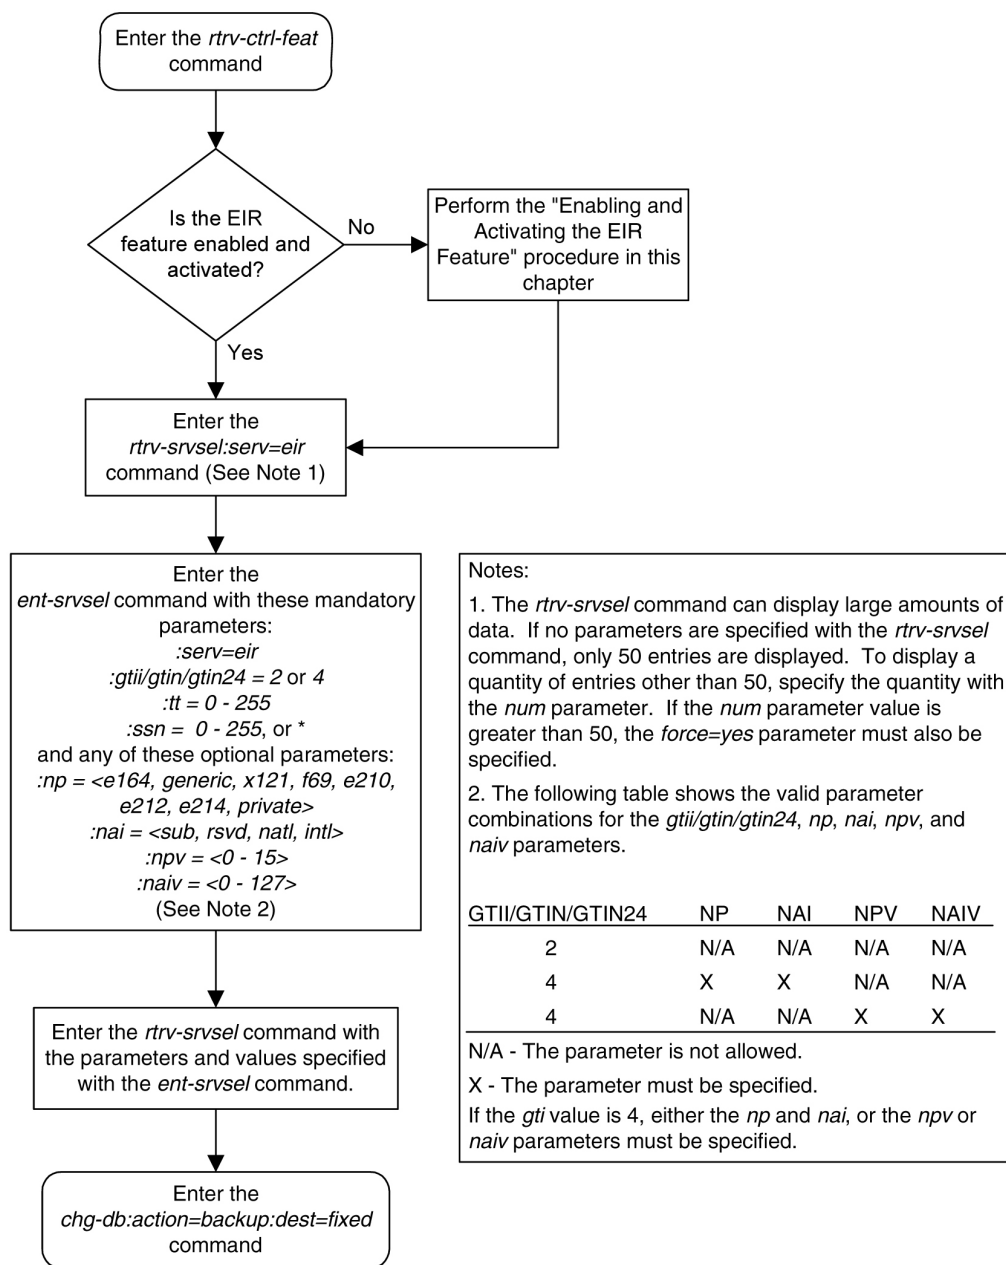 Enter the rtrv-ctrl-feat
command
Is the EIR
feature enabled and
activated?
No
Perform the "Enabling and
Activating the EIR
Feature" procedure in this
chapter
Yes
Enter the
rtrv-srvsel:serv=eir
command (See Note 1)
Enter the
ent-srvsel command with these mandatory
parameters:
:serv=eir
:gtii/gtin/gtin24 = 2 or 4
:tt = 0 - 255
:ssn = 0 - 255, or *
and any of these optional parameters:
:np = <e164, generic, x121, f69, e210,
e212, e214, private>
:nai = <sub, rsvd, natl, intl>
:npv = <0 - 15>
:naiv = <0 - 127>
(See Note 2)
Enter the rtrv-srvsel command with
the parameters and values specified
with the ent-srvsel command.
Enter the
chg-db:action=backup:dest=fixed
command
Notes:
1. The rtrv-srvsel command can display large amounts of
data. If no parameters are specified with the rtrv-srvsel
command, only 50 entries are displayed. To display a
quantity of entries other than 50, specify the quantity with
the num parameter. If the num parameter value is
greater than 50, the force=yes parameter must also be
specified.
2. The following table shows the valid parameter
combinations for the gtii/gtin/gtin24, np, nai, npv, and
naiv parameters.
GTII/GTIN/GTIN24 NP NAI NPV NAIV
2 N/A N/A N/A N/A
4 X X N/A N/A
4 N/A N/A X X
N/A - The parameter is not allowed.
X - The parameter must be specified.
If the gti value is 4, either the np and nai, or the npv or
naiv parameters must be specified.